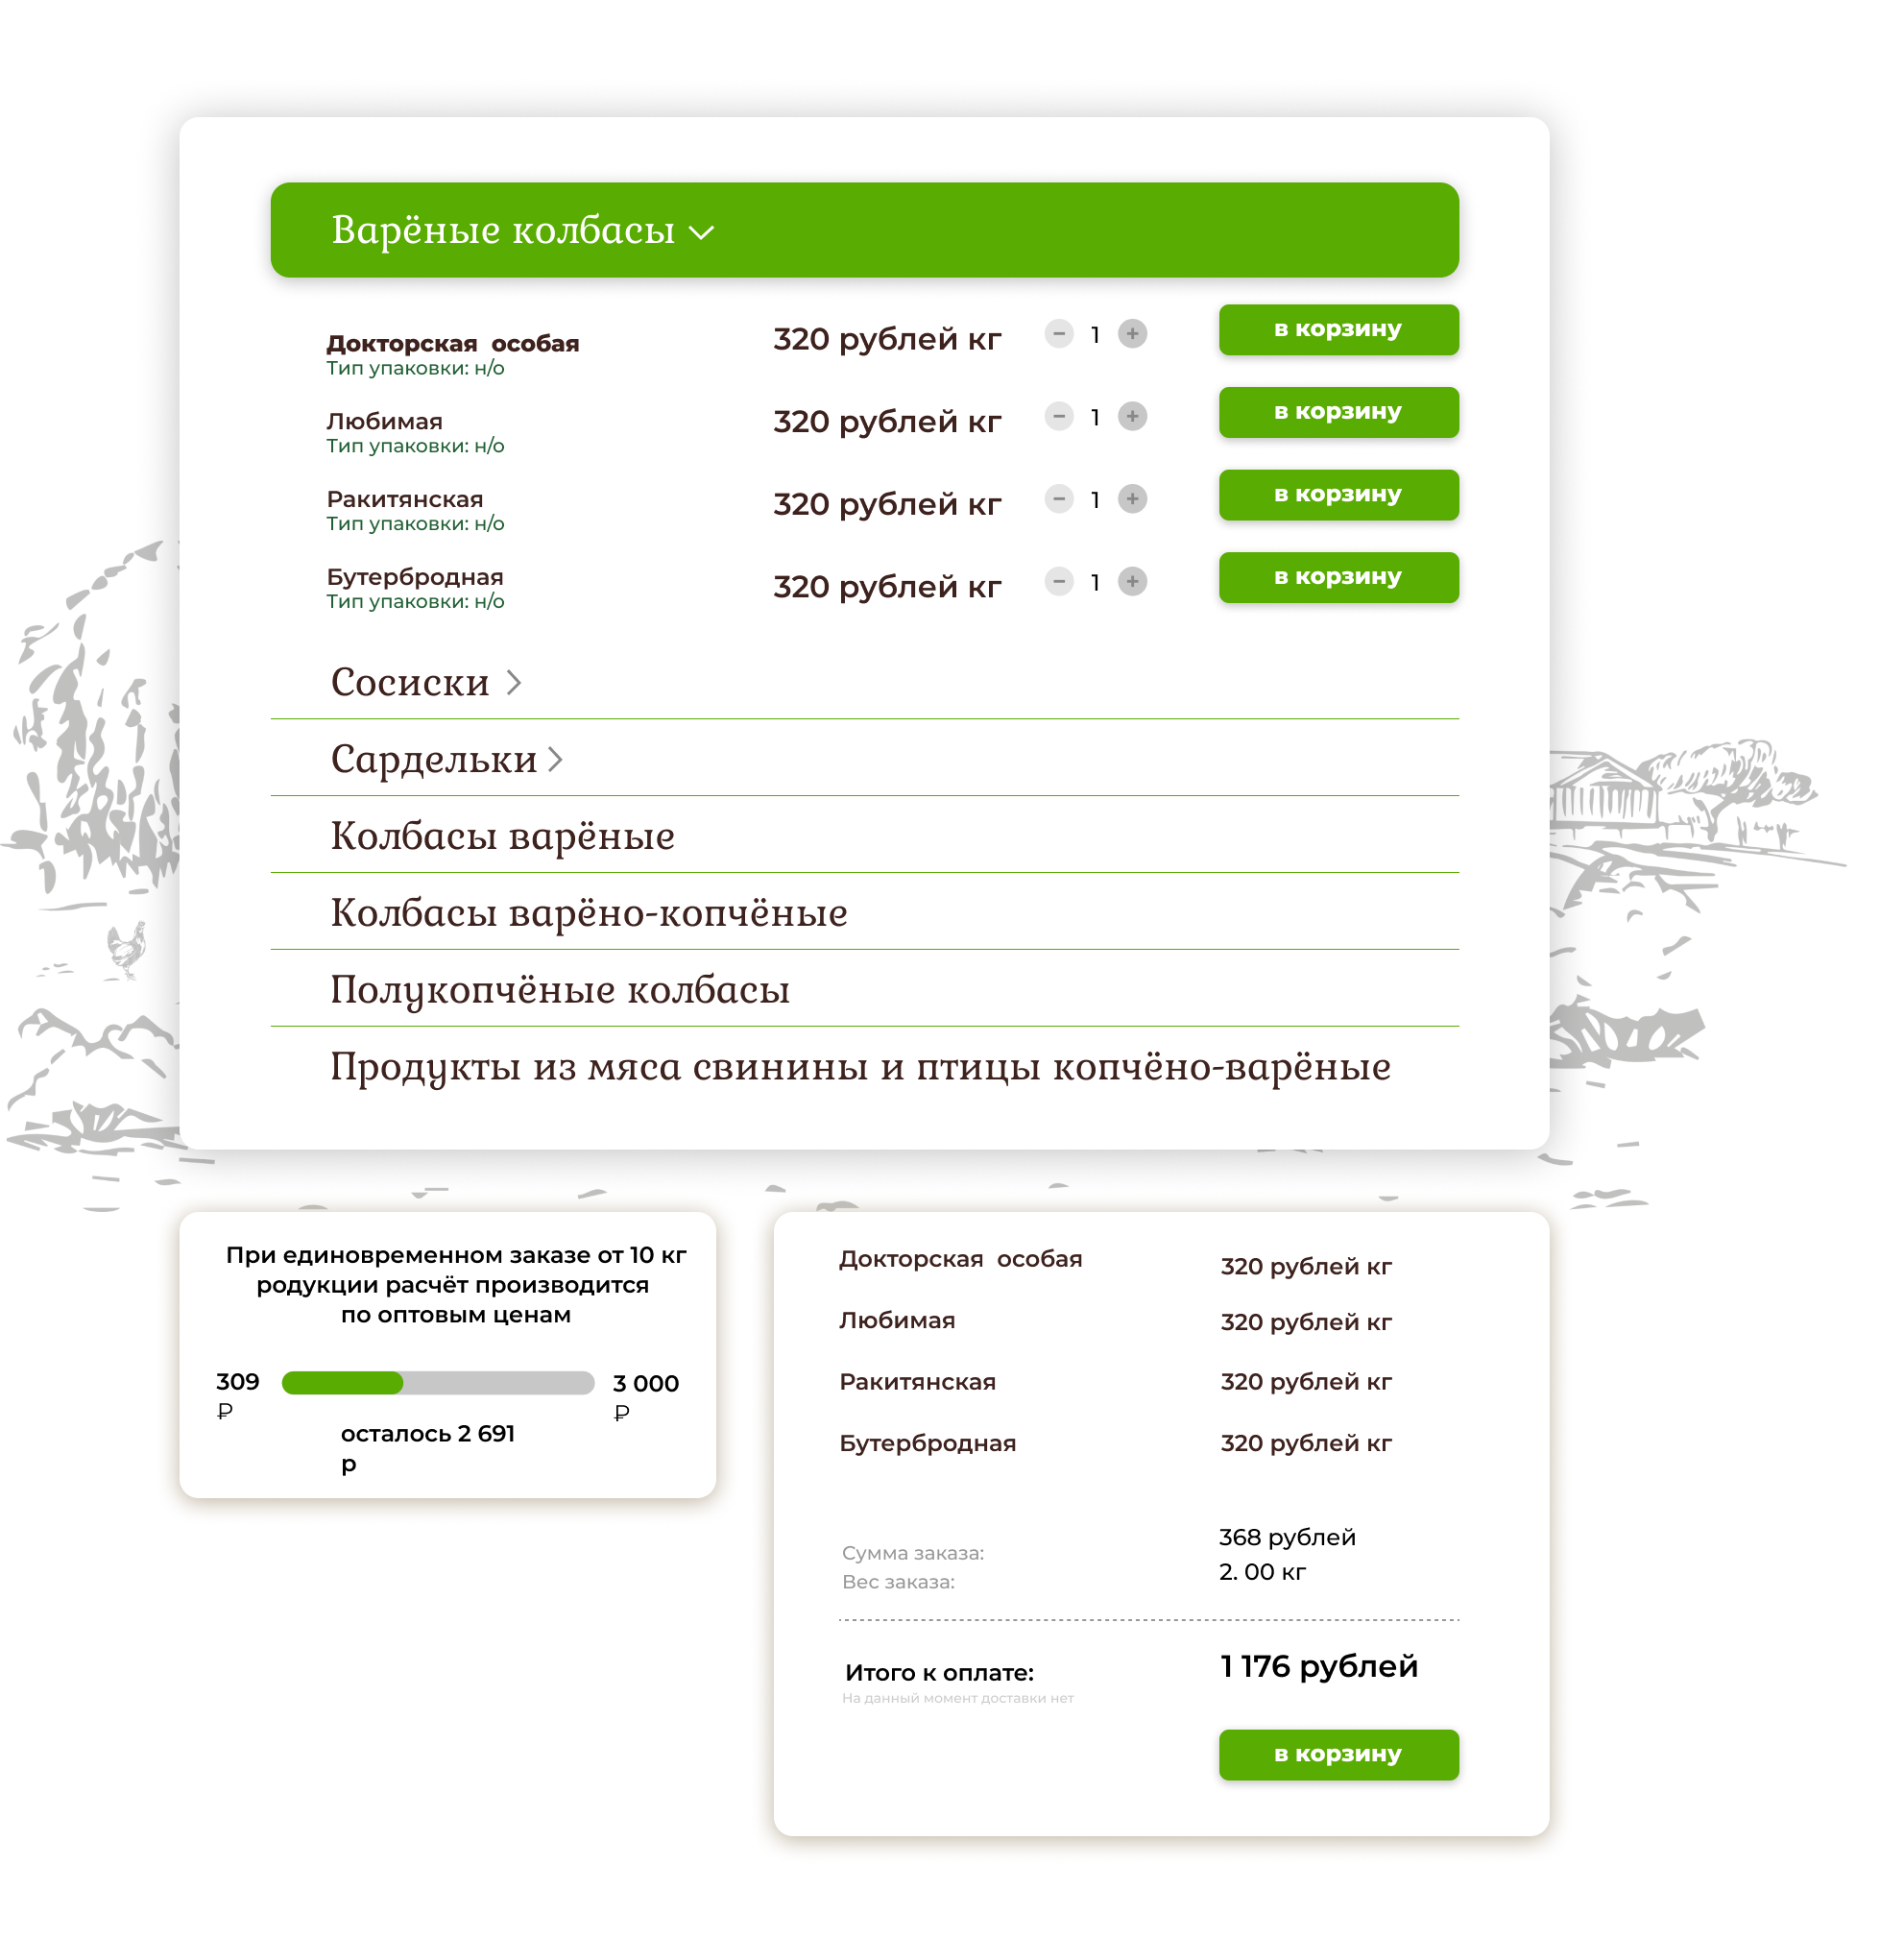 Варёные колбасы
Докторская особая
Тип упаковки: н/о
320 рублей кг
1
в корзину
Любимая
Тип упаковки: н/о
320 рублей кг
1
в корзину
Ракитянская
Тип упаковки: н/о
320 рублей кг
1
в корзину
Бутербродная
Тип упаковки: н/о
320 рублей кг
1
в корзину
Сосиски
Сардельки
Колбасы варёные
Колбасы варёно-копчёные
Полукопчёные колбасы
Продукты из мяса свинины и птицы копчёно-варёные
При единовременном заказе от 10 кг
родукции расчёт производится
по оптовым ценам
309
₽
3 000
₽
осталось 2 691
р
Докторская особая
320 рублей кг
Любимая
320 рублей кг
Ракитянская
320 рублей кг
Бутербродная
320 рублей кг
Сумма заказа:
368 рублей
Вес заказа:
2. 00 кг
Итого к оплате:
1 176 рублей
На данный момент доставки нет
в корзину